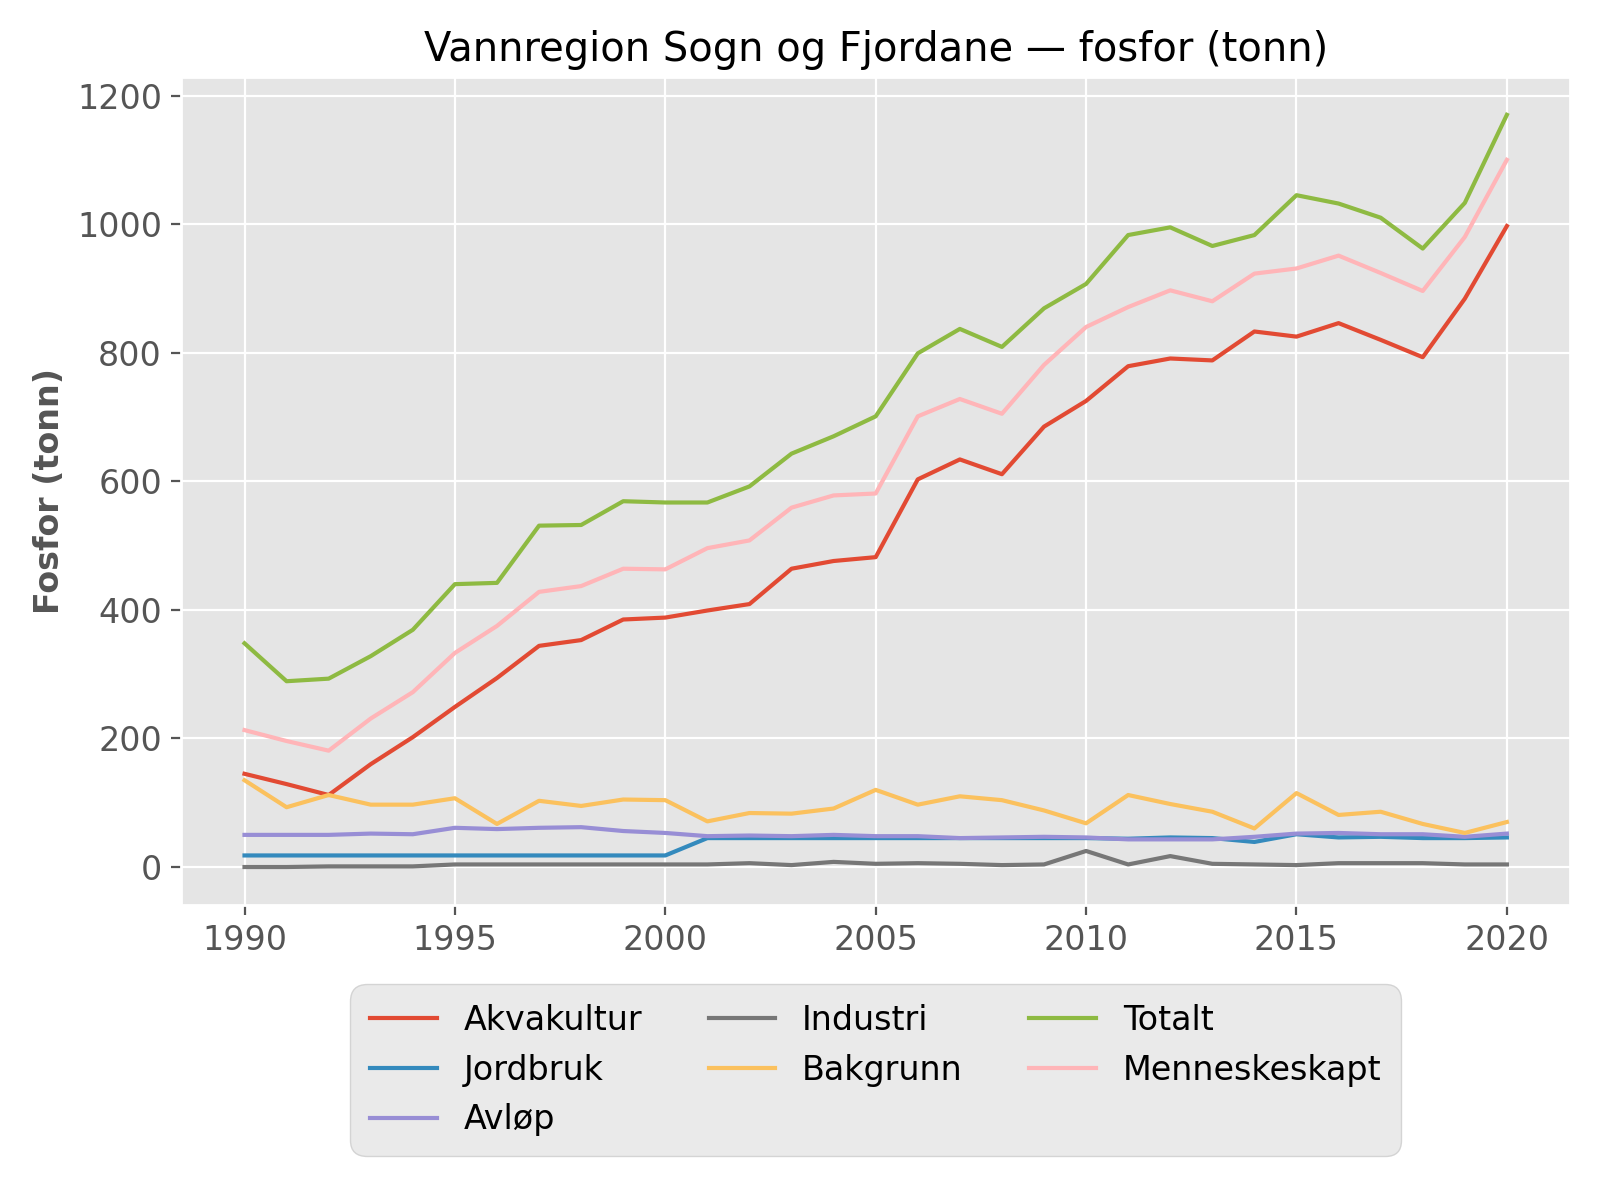 Vannregion Sogn og Fjordane — fosfor (tonn)
Fosfor (tonn)
1200
1000
800
600
400
200
0
1990 1995 2000 2005 2010 2015 2020
Akvakultur Industri Totalt
Jordbruk Bakgrunn Menneskeskapt
Avløp